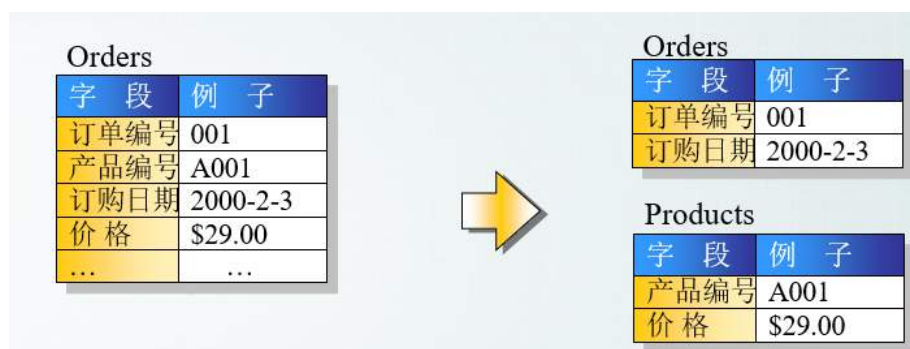 Orders
字 段 例 子
订单编号 001
产品编号 A001
订购日期 2000-2-3
价 格 $29.00
… …
Orders
字 段 例 子
订单编号 001
订购日期 2000-2-3
Products
字 段 例 子
产品编号 A001
价 格 $29.00